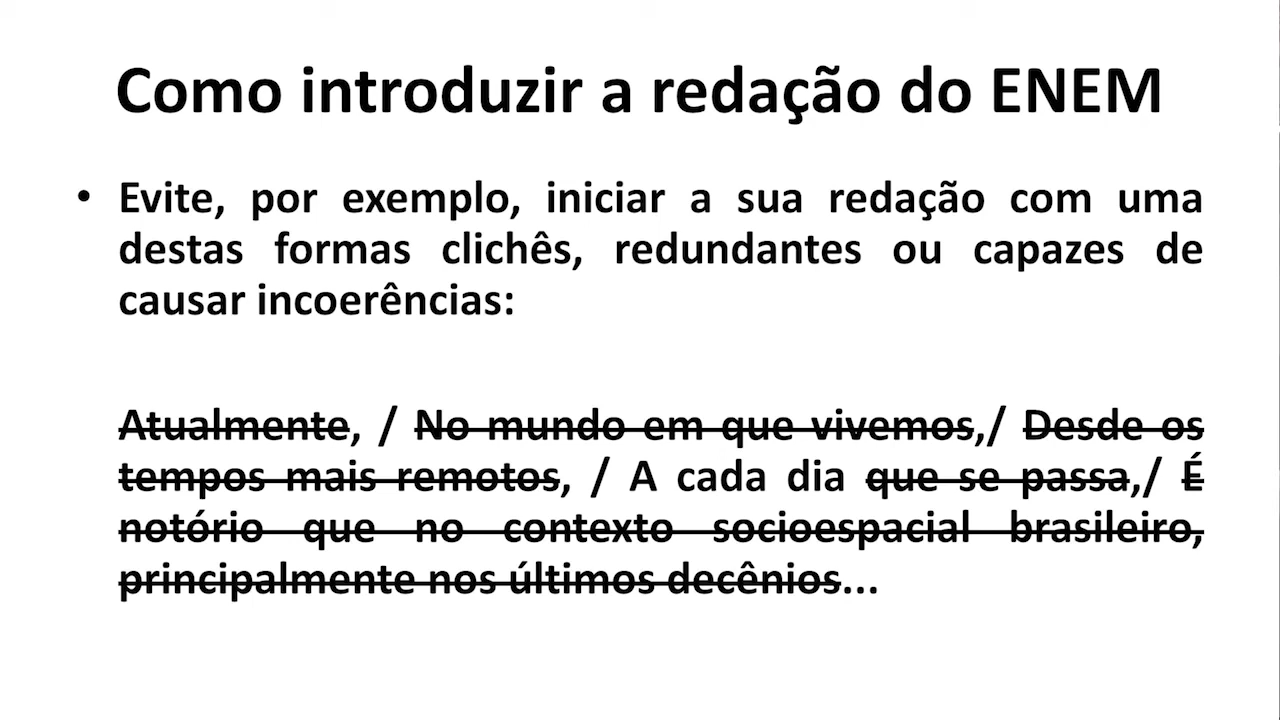 Como introduzir a redação do ENEM
• Evite, por exemplo, iniciar a sua redação com uma
destas formas clichês, redundantes ou capazes de
causar incoerências:
Atualmente, / No mundo em que vivemos,/ Desde os
tempos mais remotos, / A cada dia que se passa,/ É
notório que no contexto socioespacial brasileiro,
principalmente nos últimos decênios...